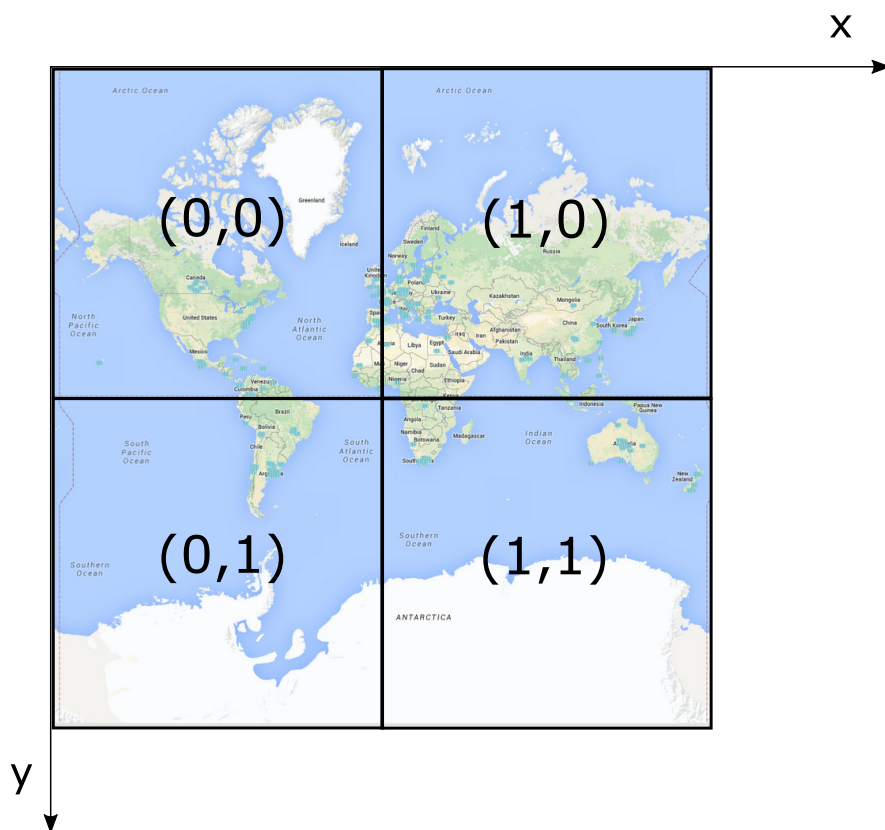 x
Arctic Ocean
Arctic Ocean
Greenland
(0,0)
(1,0)
Iceland
Finland
Sweden
Norway
Russia
United
Kingdom
Poland
Ukraine
Kazakhstan
Mongolia
Canada
United States
Mexico
North
Pacific
Ocean
North
Atlantic
Ocean
Spain
Turkey
Iraq
Iran
Afghanistan
Pakistan
China
South Korea
Japan
Algeria
Libya
Egypt
Saudi Arabia
India
Thailand
Mali
Niger
Chad
Sudan
Nigeria
Ethiopia
Kenya
Venezuela
Colombia
Peru
Brazil
Bolivia
Chile
Argentina
Tanzania
Angola
Namibia
Botswana
Madagascar
South Africa
Indonesia
Papua New
Guinea
Australia
New
Zealand
South
Pacific
Ocean
South
Atlantic
Ocean
Indian
Ocean
(0,1)
(1,1)
Southern
Ocean
Southern
Ocean
ANTARCTICA
y